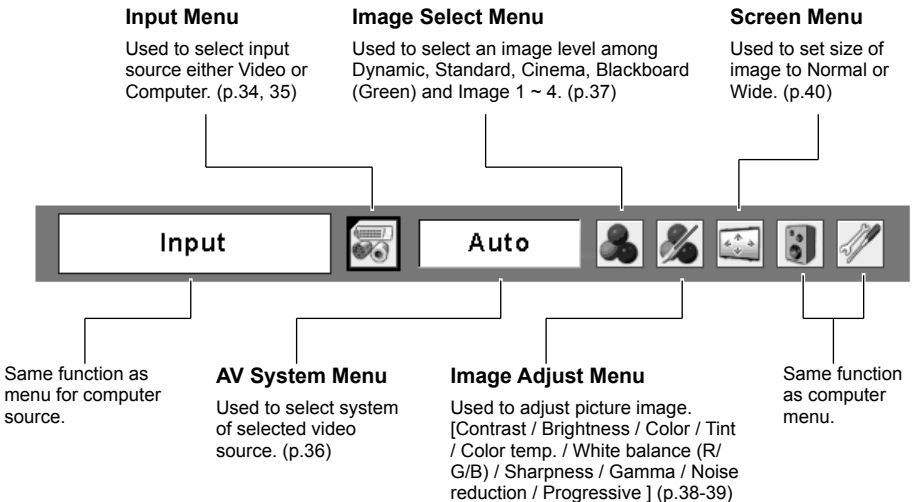 Input Menu
Used to select input
source either Video or
Computer. (p.34, 35)
Image Select Menu
Used to select an image level among
Dynamic, Standard, Cinema, Blackboard
(Green) and Image 1 ~ 4. (p.37)
Screen Menu
Used to set size of
image to Normal or
Wide. (p.40)
Input
Auto
Same function as
menu for computer
source.
AV System Menu
Used to select system
of selected video
source. (p.36)
Image Adjust Menu
Used to adjust picture image.
[Contrast / Brightness / Color / Tint
/ Color temp. / White balance (R/
G/B) / Sharpness / Gamma / Noise
reduction / Progressive ] (p.38-39)
Same function
as computer
menu.